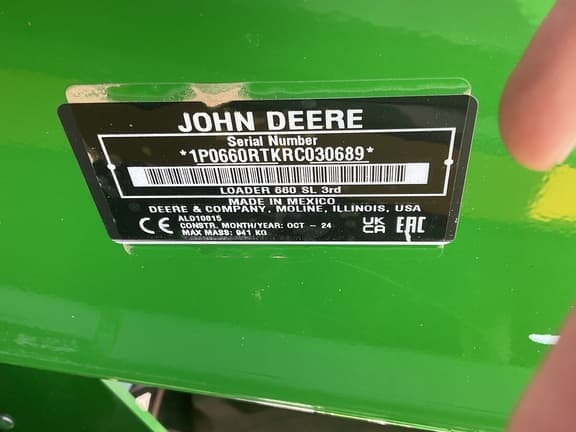 JOHN DEERE
Serial Number
*1P0660RTKRC030689*
LOADER 660 SL 3rd
MADE IN MEXICO
DEERE & COMPANY, MOLINE, ILLINOIS, USA
CE ALD10015 UK CA EAC
CONSTR. MONTH/YEAR: OCT - 24
MAX MASS: 941 KG